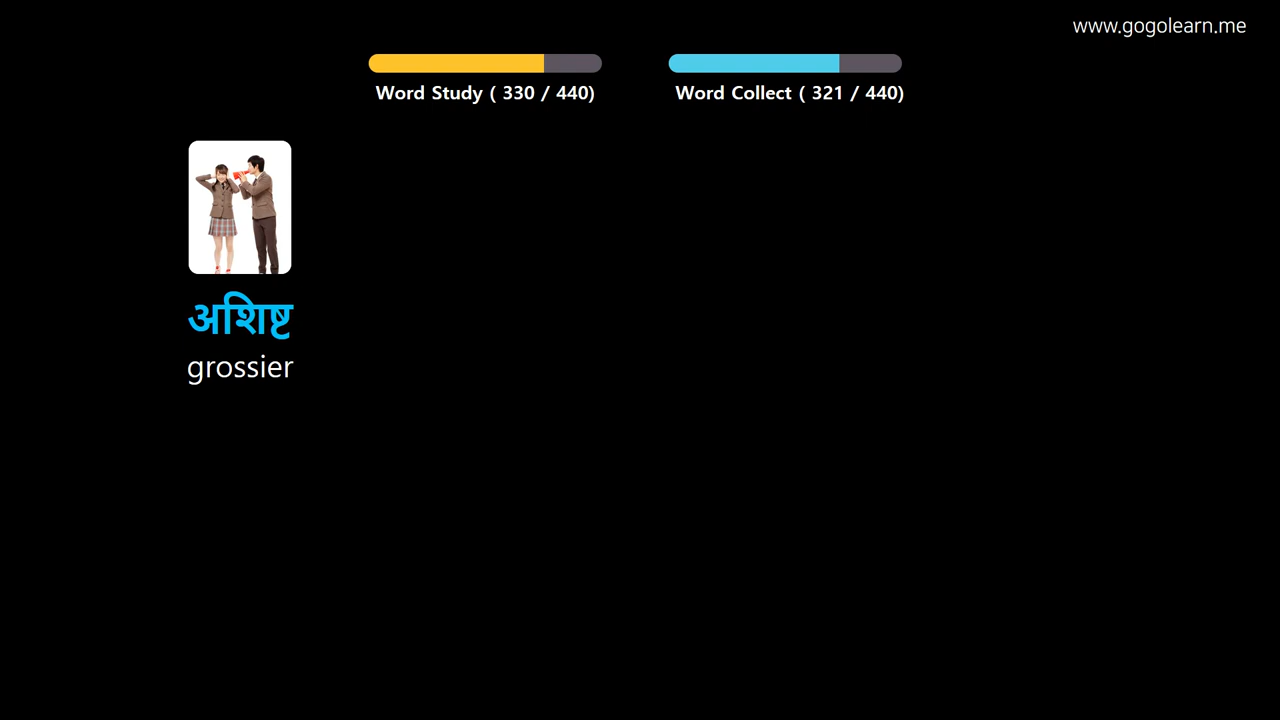 www.gogolearn.me
Word Study ( 330 / 440)
Word Collect ( 321 / 440)
अशिष्ट
grossier